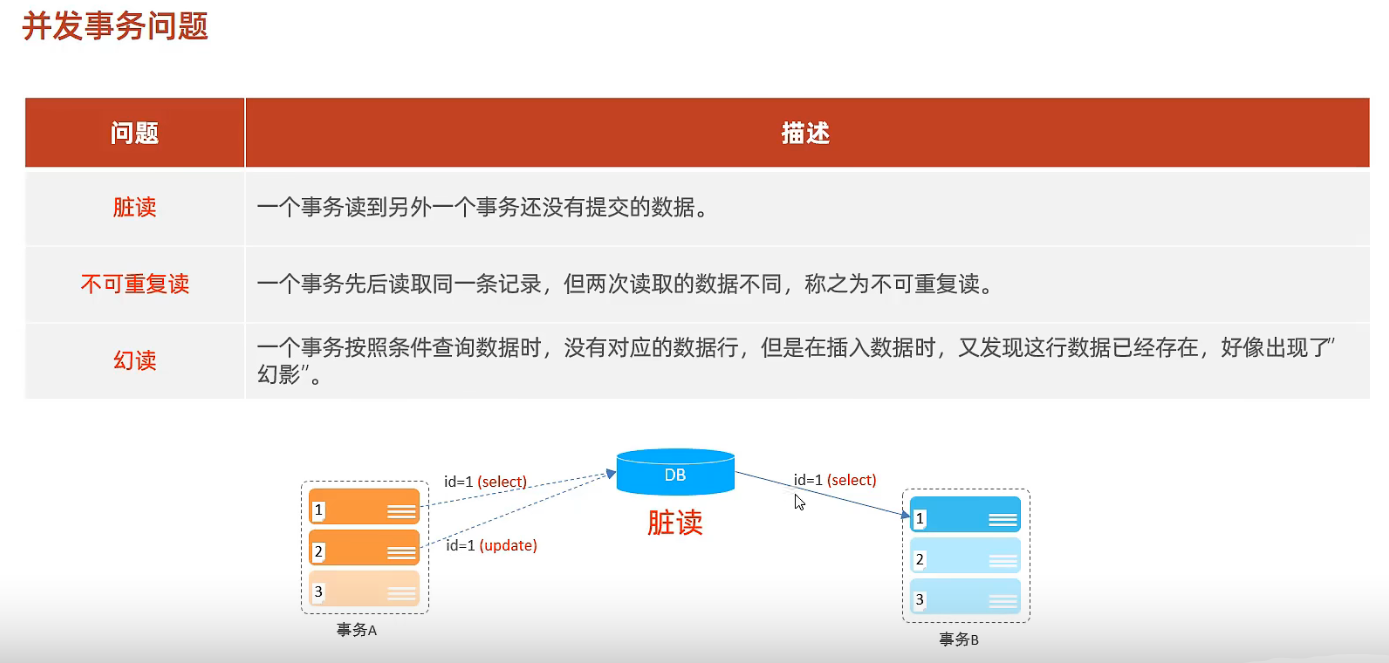 并发事务问题
问题 描述
脏读 一个事务读到另外一个事务还没有提交的数据。
不可重复读 一个事务先后读取同一条记录，但两次读取的数据不同，称之为不可重复读。
幻读 一个事务按照条件查询数据时，没有对应的数据行，但是在插入数据时，又发现这行数据已经存在，好像出现了”
幻影”。
id=1 (select)
DB
id=1 (select)
脏读
id=1 (update)
1
2
3
事务A
1
2
3
事务B